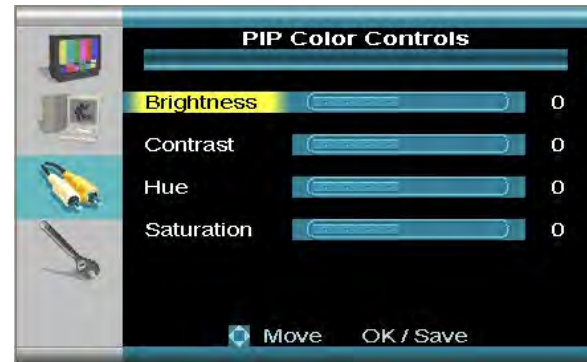 PIP Color Controls
Brightness 0
Contrast 0
Hue 0
Saturation 0
Move OK / Save